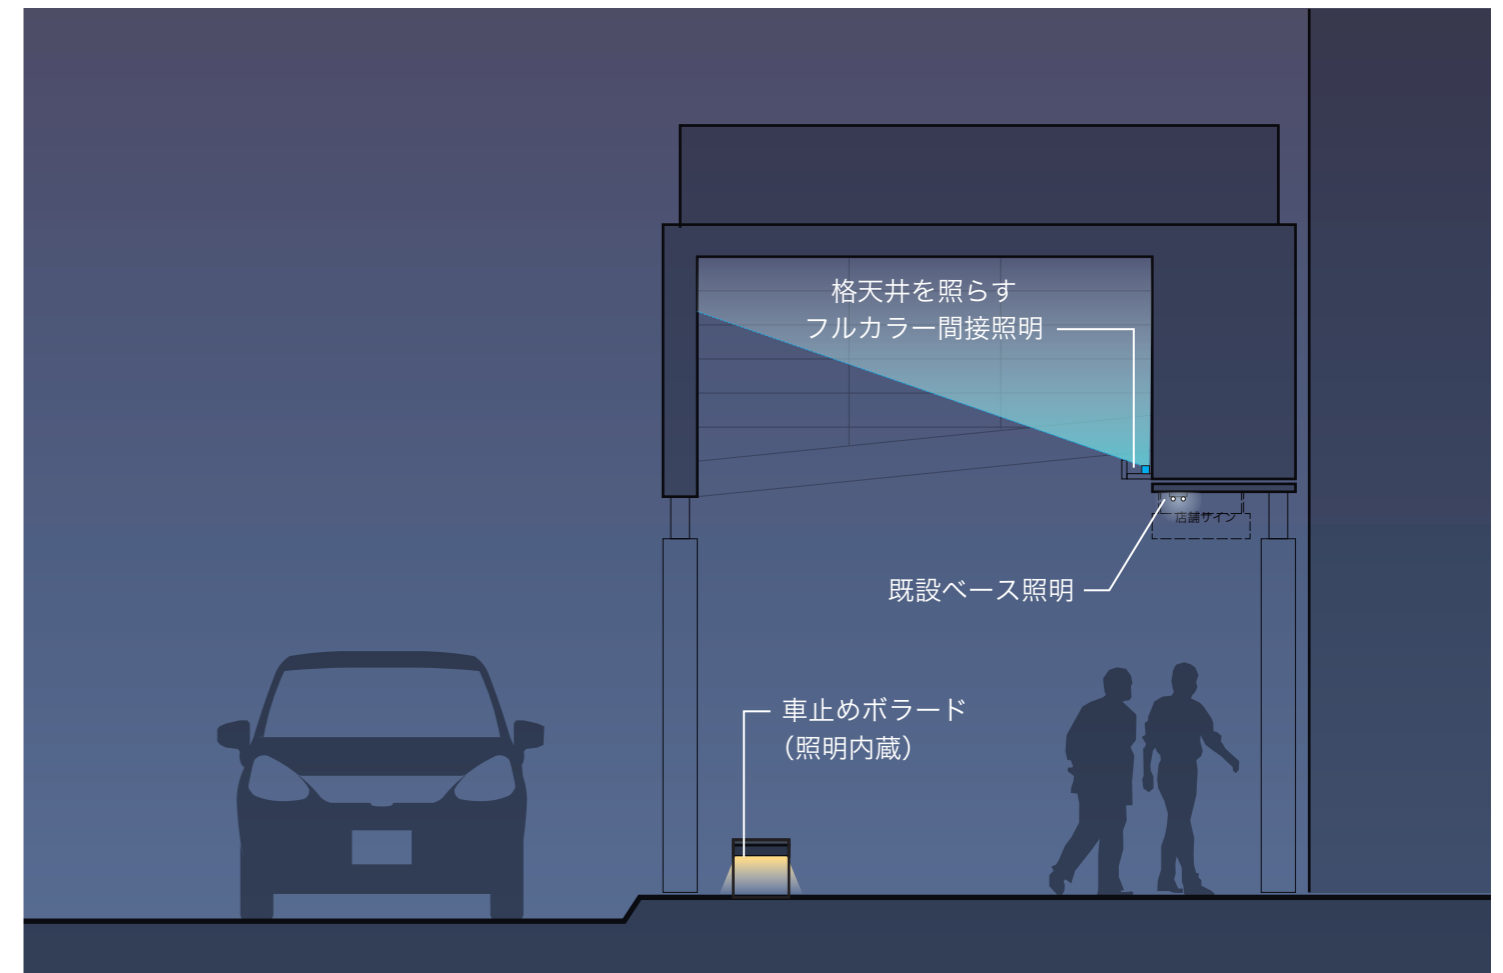 格天井を照らす
フルカラー間接照明
店舗サイン
既設ベース照明
車止めボラード
（照明内蔵）